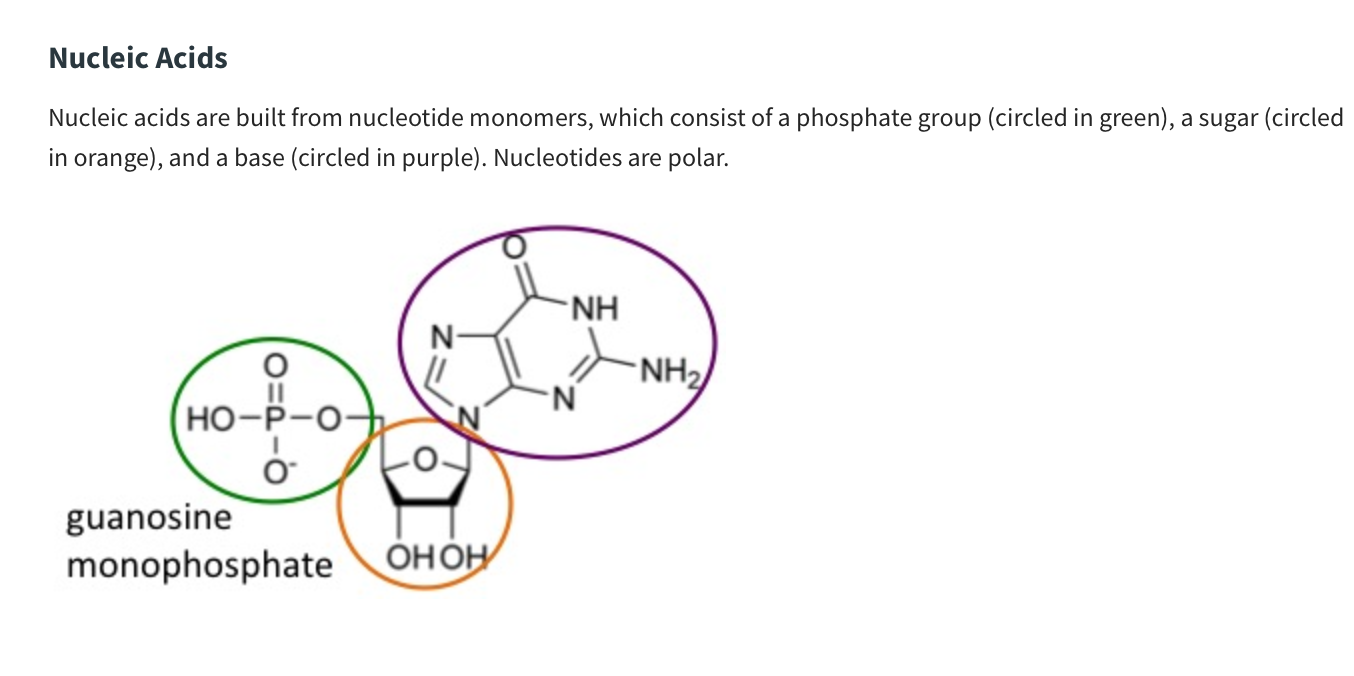 Nucleic Acids
Nucleic acids are built from nucleotide monomers, which consist of a phosphate group (circled in green), a sugar (circled
in orange), and a base (circled in purple). Nucleotides are polar.
O
NH
N
O
NH₂
N
HO-P-O
N
O
O⁻
guanosine
OH OH
monophosphate